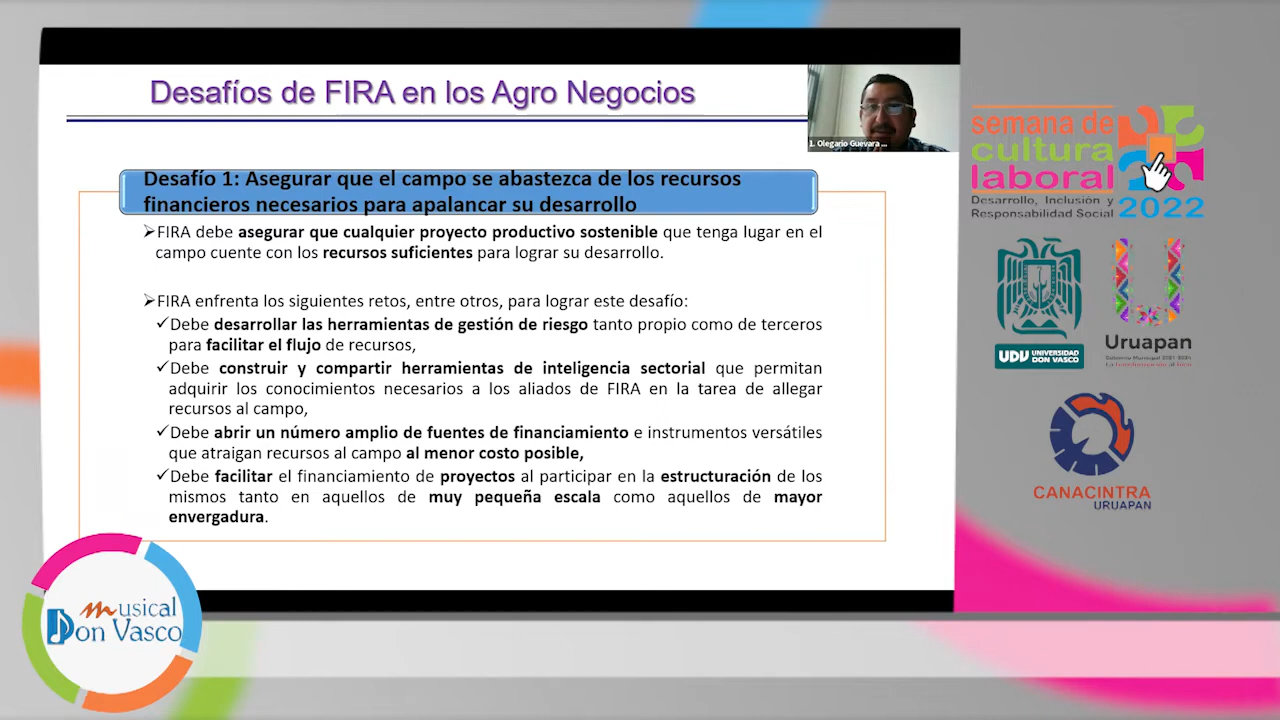 Desafíos de FIRA en los Agro Negocios
1. Olegario Guevara ...
Desafío 1: Asegurar que el campo se abastezca de los recursos
financieros necesarios para apalancar su desarrollo
➢FIRA debe asegurar que cualquier proyecto productivo sostenible que tenga lugar en el
campo cuente con los recursos suficientes para lograr su desarrollo.
➢FIRA enfrenta los siguientes retos, entre otros, para lograr este desafío:
✓Debe desarrollar las herramientas de gestión de riesgo tanto propio como de terceros
para facilitar el flujo de recursos,
✓Debe construir y compartir herramientas de inteligencia sectorial que permitan
adquirir los conocimientos necesarios a los aliados de FIRA en la tarea de allegar
recursos al campo,
✓Debe abrir un número amplio de fuentes de financiamiento e instrumentos versátiles
que atraigan recursos al campo al menor costo posible,
✓Debe facilitar el financiamiento de proyectos al participar en la estructuración de los
mismos tanto en aquellos de muy pequeña escala como aquellos de mayor
envergadura.
semana de
cultura
laboral
Desarrollo, Inclusión y
Responsabilidad Social
2022
UDV UNIVERSIDAD
DON VASCO
Uruapan
Gobierno Municipal 2021-2024
CANACINTRA
URUAPAN
musical
Don Vasco